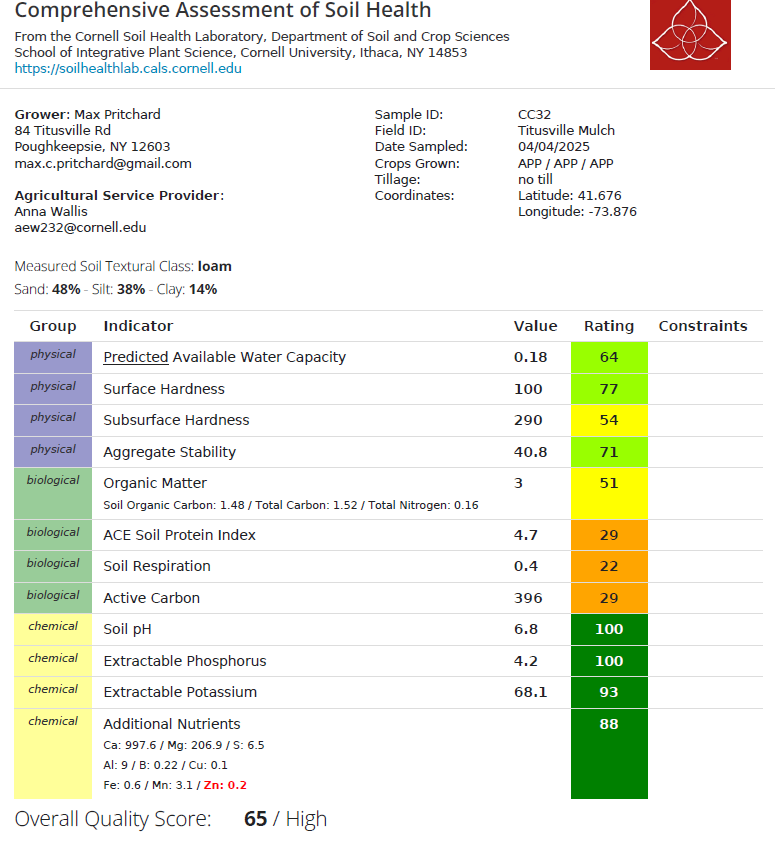 Comprehensive Assessment of Soil Health
From the Cornell Soil Health Laboratory, Department of Soil and Crop Sciences
School of Integrative Plant Science, Cornell University, Ithaca, NY 14853
https://soilhealthlab.cals.cornell.edu
Grower: Max Pritchard
84 Titusville Rd
Poughkeepsie, NY 12603
max.c.pritchard@gmail.com
Agricultural Service Provider:
Anna Wallis
aew232@cornell.edu
Sample ID: CC32
Field ID: Titusville Mulch
Date Sampled: 04/04/2025
Crops Grown: APP / APP / APP
Tillage: no till
Coordinates: Latitude: 41.676
Longitude: -73.876
Measured Soil Textural Class: loam
Sand: 48% - Silt: 38% - Clay: 14%
Group Indicator Value Rating Constraints
physical Predicted Available Water Capacity 0.18 64
physical Surface Hardness 100 77
physical Subsurface Hardness 290 54
physical Aggregate Stability 40.8 71
biological Organic Matter 3 51
Soil Organic Carbon: 1.48 / Total Carbon: 1.52 / Total Nitrogen: 0.16
biological ACE Soil Protein Index 4.7 29
biological Soil Respiration 0.4 22
biological Active Carbon 396 29
chemical Soil pH 6.8 100
chemical Extractable Phosphorus 4.2 100
chemical Extractable Potassium 68.1 93
chemical Additional Nutrients 88
Ca: 997.6 / Mg: 206.9 / S: 6.5
Al: 9 / B: 0.22 / Cu: 0.1
Fe: 0.6 / Mn: 3.1 / Zn: 0.2
Overall Quality Score: 65 / High